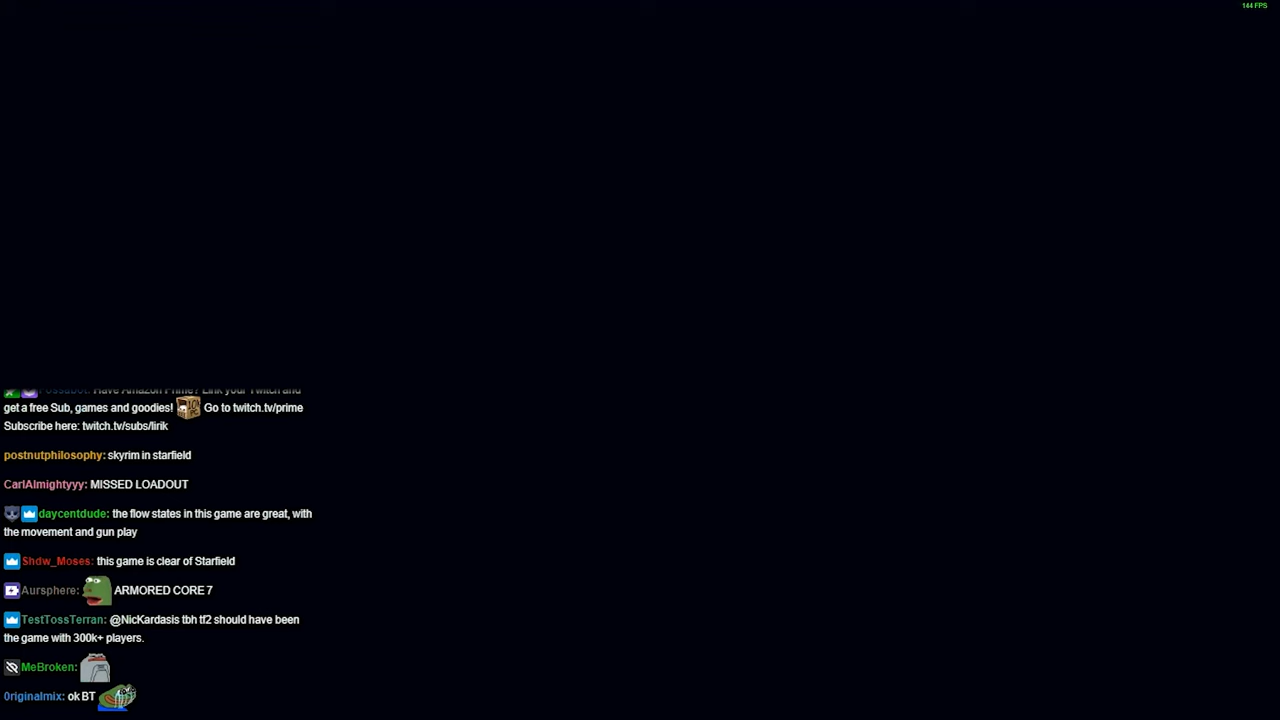 144 FPS
Have Amazon Prime? Link your Twitch and
get a free Sub, games and goodies! Go to twitch.tv/prime
Subscribe here: twitch.tv/subs/lirik
postnutphilosophy: skyrim in starfield
CarlAlmightyyy: MISSED LOADOUT
daycentdude: the flow states in this game are great, with
the movement and gun play
Shdw_Moses: this game is clear of Starfield
Aursphere: ARMORED CORE 7
TestTossTerran: @NicKardasis tbh tf2 should have been
the game with 300k+ players.
MeBroken:
0riginalmix: ok BT